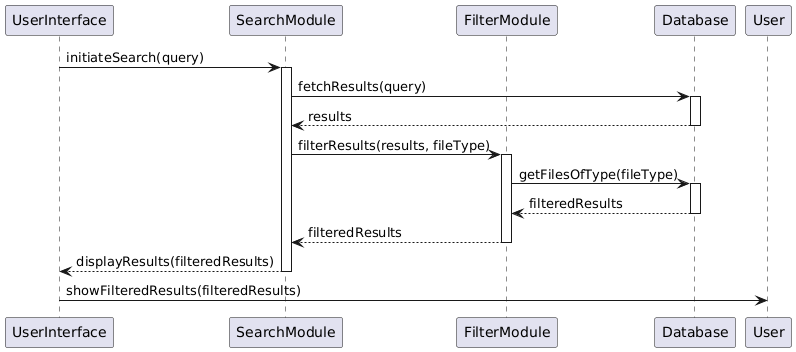 UserInterface SearchModule FilterModule Database User
initiateSearch(query)
fetchResults(query)
results
filterResults(results, fileType)
getFilesOfType(fileType)
filteredResults
filteredResults
displayResults(filteredResults)
showFilteredResults(filteredResults)
UserInterface SearchModule FilterModule Database User